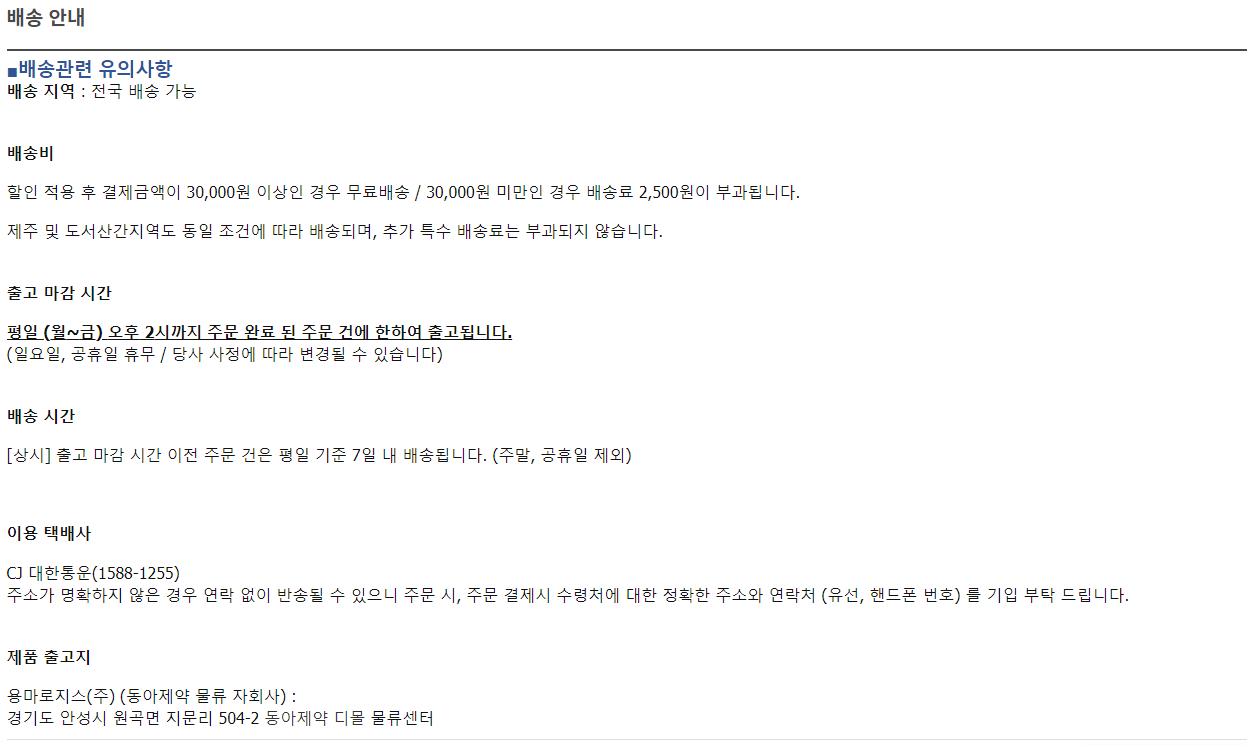 배송 안내
■배송관련 유의사항
배송 지역 : 전국 배송 가능
배송비
할인 적용 후 결제금액이 30,000원 이상인 경우 무료배송 / 30,000원 미만인 경우 배송료 2,500원이 부과됩니다.
제주 및 도서산간지역도 동일 조건에 따라 배송되며, 추가 특수 배송료는 부과되지 않습니다.
출고 마감 시간
평일 (월~금) 오후 2시까지 주문 완료 된 주문 건에 한하여 출고됩니다.
(일요일, 공휴일 휴무 / 당사 사정에 따라 변경될 수 있습니다)
배송 시간
[상시] 출고 마감 시간 이전 주문 건은 평일 기준 7일 내 배송됩니다. (주말, 공휴일 제외)
이용 택배사
CJ 대한통운(1588-1255)
주소가 명확하지 않은 경우 연락 없이 반송될 수 있으니 주문 시, 주문 결제시 수령처에 대한 정확한 주소와 연락처 (유선, 핸드폰 번호) 를 기입 부탁 드립니다.
제품 출고지
용마로지스(주) (동아제약 물류 자회사) :
경기도 안성시 원곡면 지문리 504-2 동아제약 디몰 물류센터